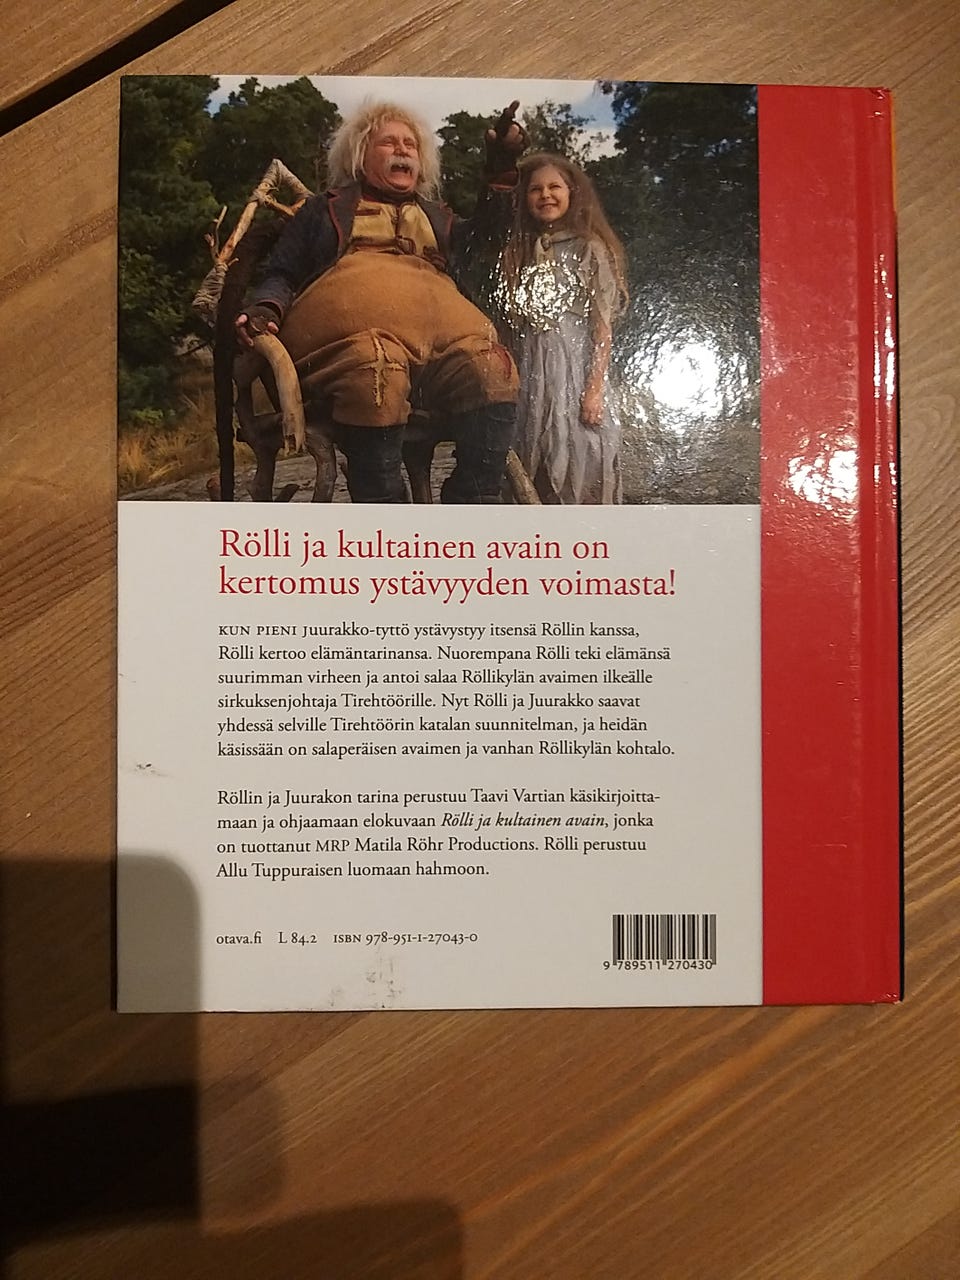 Rölli ja kultainen avain on
kertomus ystävyyden voimasta!
KUN PIENI Juurakko-tyttö ystävystyy itsensä Röllin kanssa,
Rölli kertoo elämäntarinansa. Nuorempana Rölli teki elämänsä
suurimman virheen ja antoi salaa Röllikylän avaimen ilkeälle
sirkuksenjohtaja Tirehtöörille. Nyt Rölli ja Juurakko saavat
yhdessä selville Tirehtöörin katalan suunnitelman, ja heidän
käsissään on salaperäisen avaimen ja vanhan Röllikylän kohtalo.
Röllin ja Juurakon tarina perustuu Taavi Vartian käsikirjoitta-
maan ja ohjaamaan elokuvaan Rölli ja kultainen avain, jonka
on tuottanut MRP Matila Röhr Productions. Rölli perustuu
Allu Tuppuraisen luomaan hahmoon.
otava.fi L 84.2 ISBN 978-951-1-27043-0
9 789511 270430